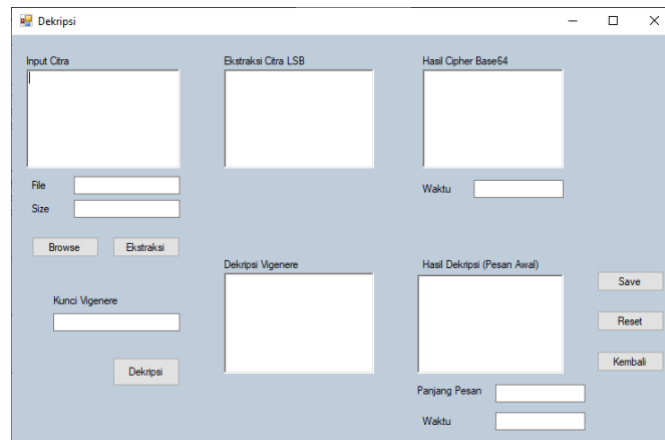 Dekripsi
Input Citra
Ekstraksi Citra LSB
Hasil Cipher Base64
File
Size
Waktu
Browse
Ekstraksi
Dekripsi Vigenere
Hasil Dekripsi (Pesan Awal)
Save
Kunci Vigenere
Reset
Dekripsi
Kembali
Panjang Pesan
Waktu